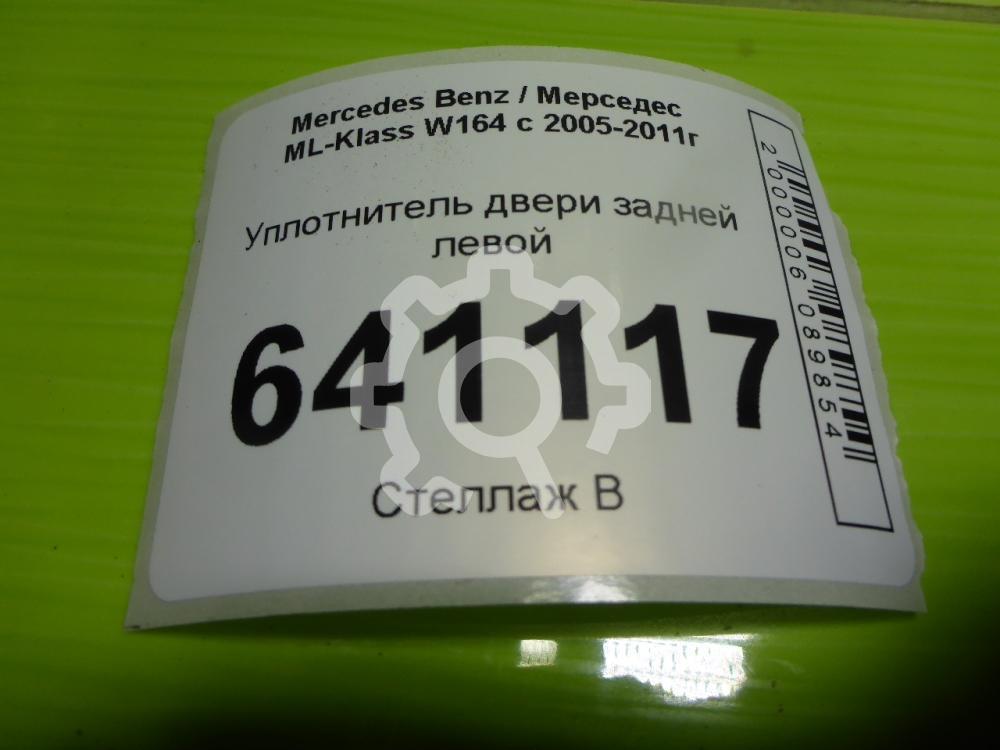 Mercedes Benz / Мерседес
ML-Klass W164 с 2005-2011г
Уплотнитель двери задней
левой
641117
Стеллаж В
2000006089854